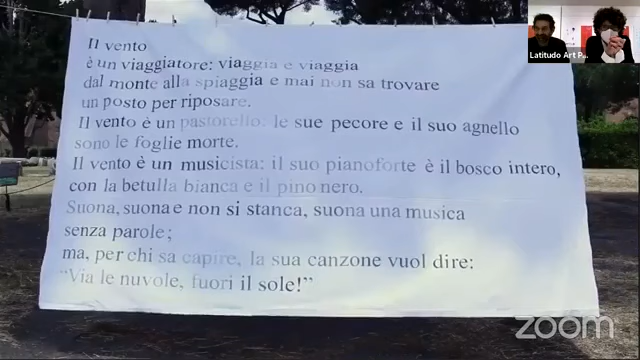 Il vento
è un viaggiatore: viaggia e viaggia
dal monte alla spiaggia e mai non sa trovare
un posto per riposare.
Il vento è un pastorello: le sue pecore e il suo agnello
sono le foglie morte.
Il vento è un musicista: il suo pianoforte è il bosco intero,
con la betulla bianca e il pino nero.
Suona, suona e non si stanca, suona una musica
senza parole;
ma, per chi sa capire, la sua canzone vuol dire:
“Via le nuvole, fuori il sole!”
Latitudo Art P...
zoom